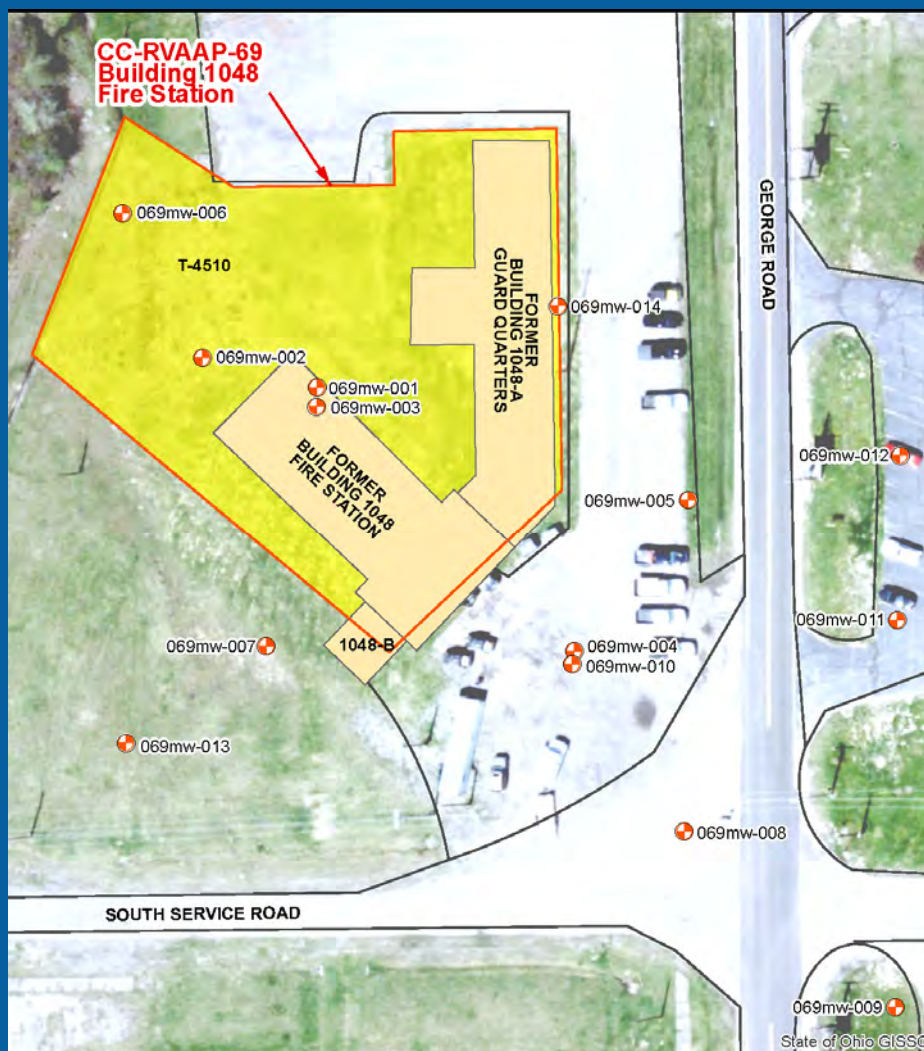 CC-RVAAP-69
Building 1048
Fire Station
069mw-006
T-4510
GEORGE ROAD
FORMER
BUILDING 1048-A
GUARD QUARTERS
069mw-014
069mw-002
069mw-001
069mw-003
FORMER
BUILDING 1048
FIRE STATION
069mw-012
069mw-005
069mw-011
069mw-007
1048-B
069mw-004
069mw-010
069mw-013
069mw-008
SOUTH SERVICE ROAD
069mw-009
State of Ohio GISSC